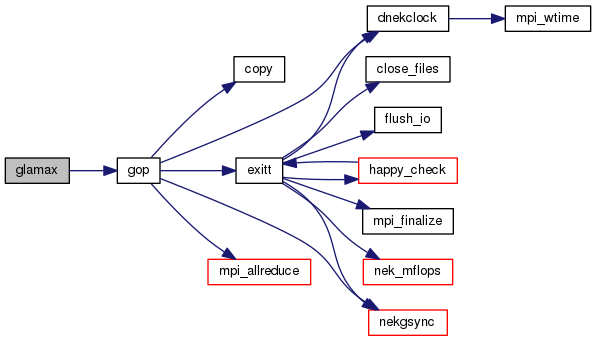 dnekclock
mpi_wtime
copy
close_files
flush_io
glamax
gop
exitt
happy_check
mpi_finalize
mpi_allreduce
nek_mflops
nekgsync